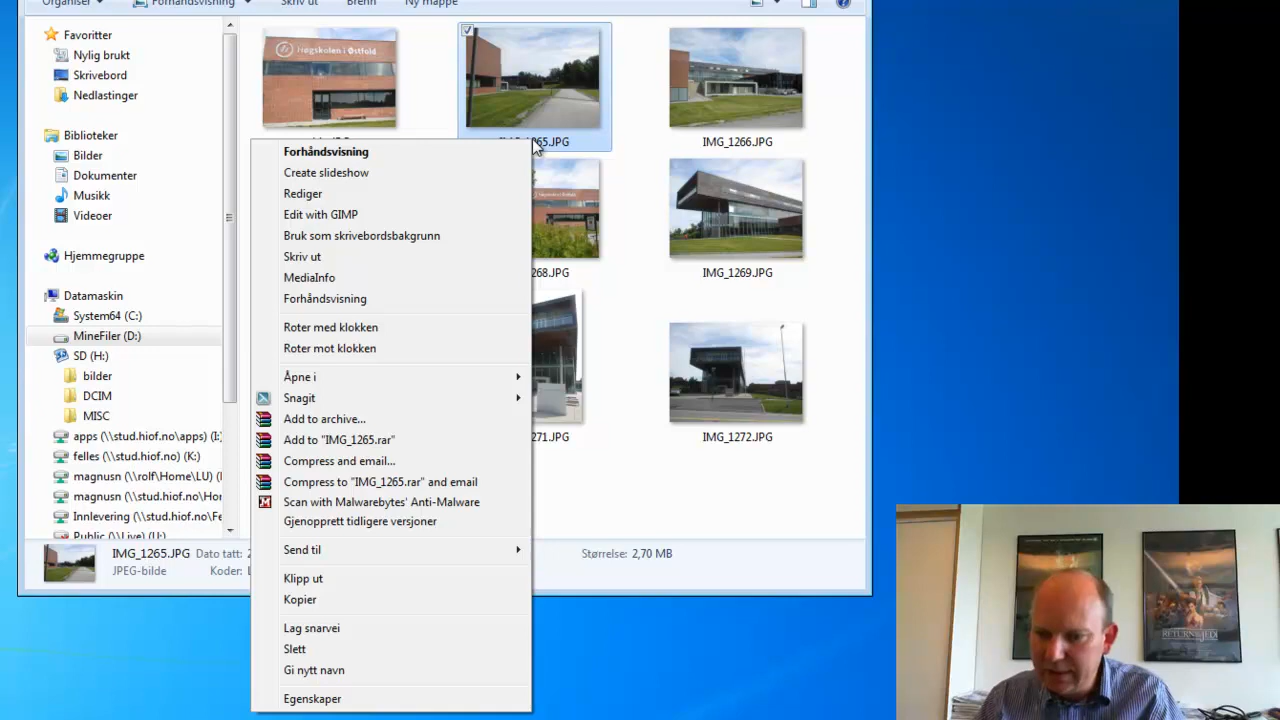 Organiser
Forhåndsvisning
Skriv ut
Brenn
Ny mappe
Favoritter
Nylig brukt
Skrivebord
Nedlastinger
Biblioteker
Bilder
Dokumenter
Musikk
Videoer
Hjemmegruppe
Datamaskin
System64 (C:)
MineFiler (D:)
SD (H:)
bilder
DCIM
MISC
apps (\\stud.hiof.no\apps) (I:)
felles (\\stud.hiof.no) (K:)
magnusn (\\rolf\Home\LU) (
magnusn (\\stud.hiof.no\Hor
Innlevering (\\stud.hiof.no\Fe
Public (\\Live) (U:)
Høgskolen i Østfold
65.JPG
IMG_1266.JPG
268.JPG
IMG_1269.JPG
271.JPG
IMG_1272.JPG
Forhåndsvisning
Create slideshow
Rediger
Edit with GIMP
Bruk som skrivebordsbakgrunn
Skriv ut
MediaInfo
Forhåndsvisning
Roter med klokken
Roter mot klokken
Åpne i
Snagit
Add to archive...
Add to "IMG_1265.rar"
Compress and email...
Compress to "IMG_1265.rar" and email
Scan with Malwarebytes' Anti-Malware
Gjenopprett tidligere versjoner
Send til
Klipp ut
Kopier
Lag snarvei
Slett
Gi nytt navn
Egenskaper
IMG_1265.JPG Dato tatt: 2
JPEG-bilde Koder:
Størrelse: 2,70 MB
RETURN OF THE JEDI